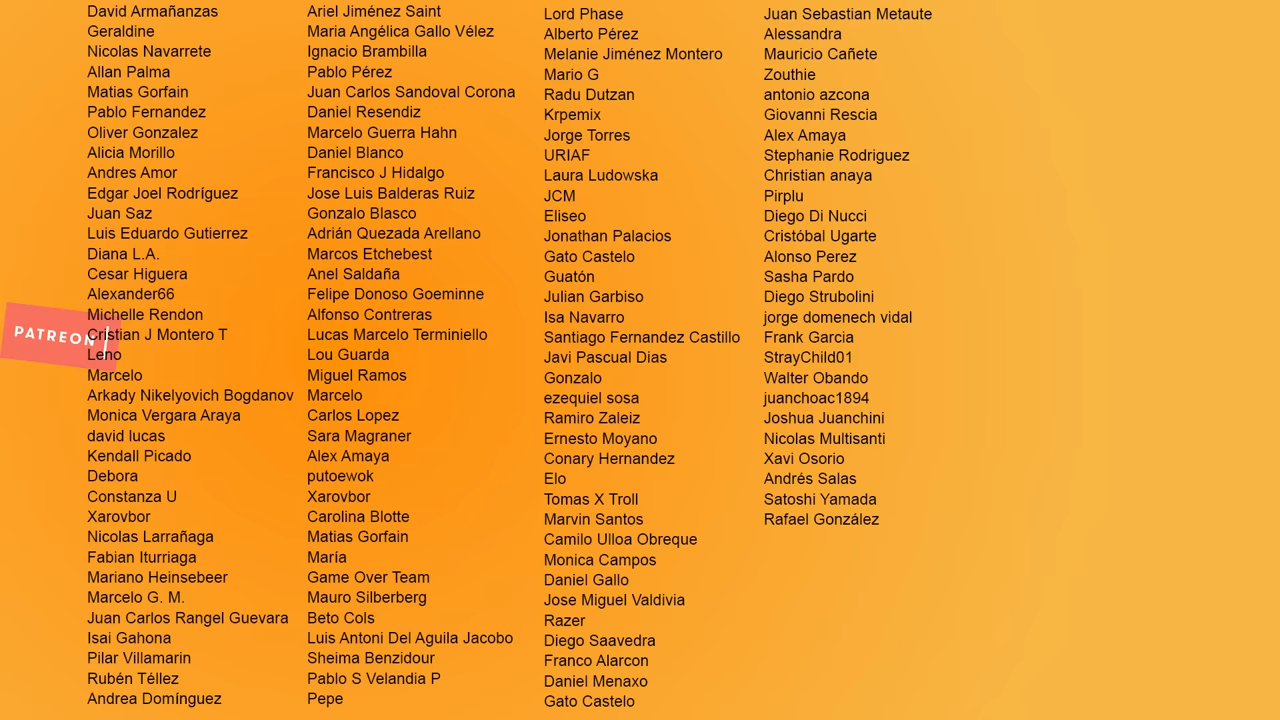 David Armañanzas
Geraldine
Nicolas Navarrete
Allan Palma
Matias Gorfain
Pablo Fernandez
Oliver Gonzalez
Alicia Morillo
Andres Amor
Edgar Joel Rodríguez
Juan Saz
Luis Eduardo Gutierrez
Diana L.A.
Cesar Higuera
Alexander66
Michelle Rendon
Cristian J Montero T
Leno
Marcelo
Arkady Nikelyovich Bogdanov
Monica Vergara Araya
david lucas
Kendall Picado
Debora
Constanza U
Xarovbor
Nicolas Larrañaga
Fabian Iturriaga
Mariano Heinsebeer
Marcelo G. M.
Juan Carlos Rangel Guevara
Isai Gahona
Pilar Villamarin
Rubén Téllez
Andrea Domínguez
PATREON
Ariel Jiménez Saint
Maria Angélica Gallo Vélez
Ignacio Brambilla
Pablo Pérez
Juan Carlos Sandoval Corona
Daniel Resendiz
Marcelo Guerra Hahn
Daniel Blanco
Francisco J Hidalgo
Jose Luis Balderas Ruiz
Gonzalo Blasco
Adrián Quezada Arellano
Marcos Etchebest
Anel Saldaña
Felipe Donoso Goeminne
Alfonso Contreras
Lucas Marcelo Terminiello
Lou Guarda
Miguel Ramos
Marcelo
Carlos Lopez
Sara Magraner
Alex Amaya
putoewok
Xarovbor
Carolina Blotte
Matias Gorfain
María
Game Over Team
Mauro Silberberg
Beto Cols
Luis Antoni Del Aguila Jacobo
Sheima Benzidour
Pablo S Velandia P
Pepe
Lord Phase
Alberto Pérez
Melanie Jiménez Montero
Mario G
Radu Dutzan
Krpemix
Jorge Torres
URIAF
Laura Ludowska
JCM
Eliseo
Jonathan Palacios
Gato Castelo
Guatón
Julian Garbiso
Isa Navarro
Santiago Fernandez Castillo
Javi Pascual Dias
Gonzalo
ezequiel sosa
Ramiro Zaleiz
Ernesto Moyano
Conary Hernandez
Elo
Tomas X Troll
Marvin Santos
Camilo Ulloa Obreque
Monica Campos
Daniel Gallo
Jose Miguel Valdivia
Razer
Diego Saavedra
Franco Alarcon
Daniel Menaxo
Gato Castelo
Juan Sebastian Metaute
Alessandra
Mauricio Cañete
Zouthie
antonio azcona
Giovanni Rescia
Alex Amaya
Stephanie Rodriguez
Christian anaya
Pirplu
Diego Di Nucci
Cristóbal Ugarte
Alonso Perez
Sasha Pardo
Diego Strubolini
jorge domenech vidal
Frank Garcia
StrayChild01
Walter Obando
juanchoac1894
Joshua Juanchini
Nicolas Multisanti
Xavi Osorio
Andrés Salas
Satoshi Yamada
Rafael González